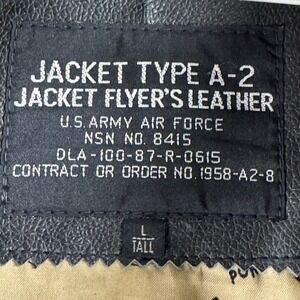 JACKET TYPE A-2
JACKET FLYER'S LEATHER
U.S. ARMY AIR FORCE
NSN NO. 8415
DLA-100-87-R-0615
CONTRACT OR ORDER NO. 1958-A2-8
L
TALL